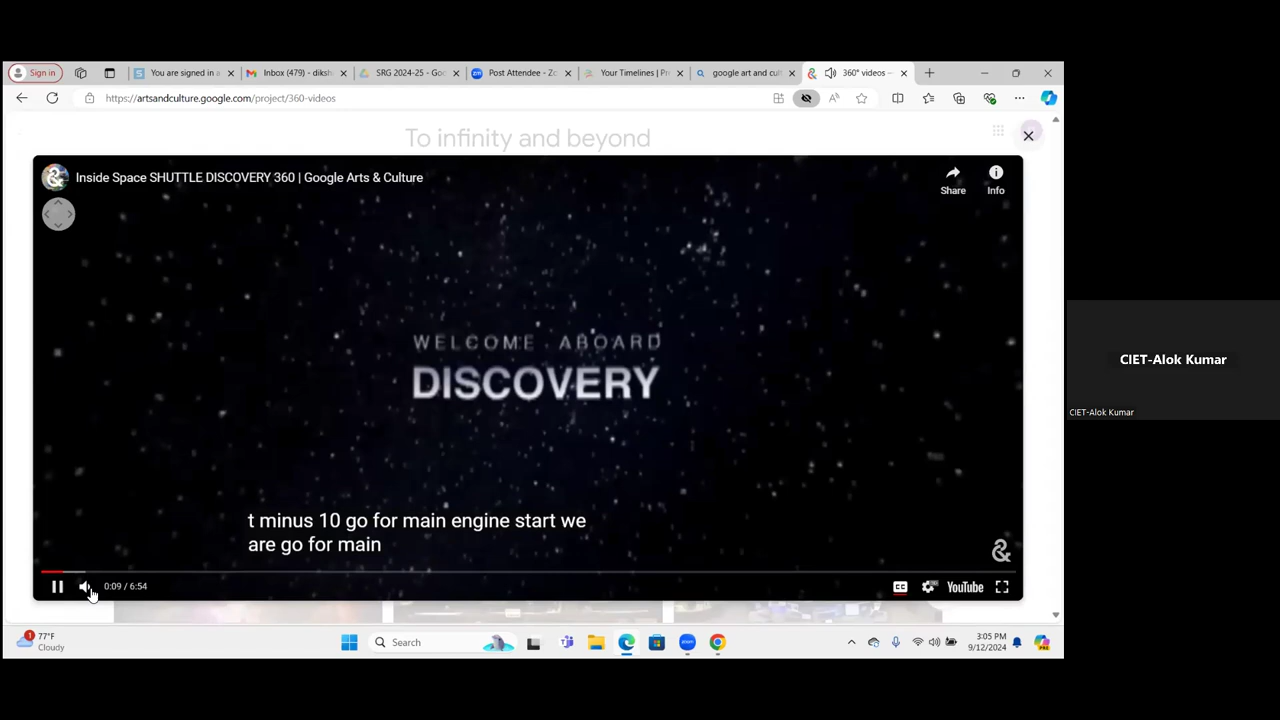 Sign in
You are signed in a
Inbox (479) - diksh
SRG 2024-25 - Goo
Post Attendee - Zo
Your Timelines | Pr
google art and cult
360° videos —
https://artsandculture.google.com/project/360-videos
To infinity and beyond
Inside Space SHUTTLE DISCOVERY 360 | Google Arts & Culture
Share
Info
WELCOME ABOARD
DISCOVERY
t minus 10 go for main engine start we
are go for main
0:09 / 6:54
CC
YouTube
CIET-Alok Kumar
CIET-Alok Kumar
1
77°F
Cloudy
Search
3:05 PM
9/12/2024